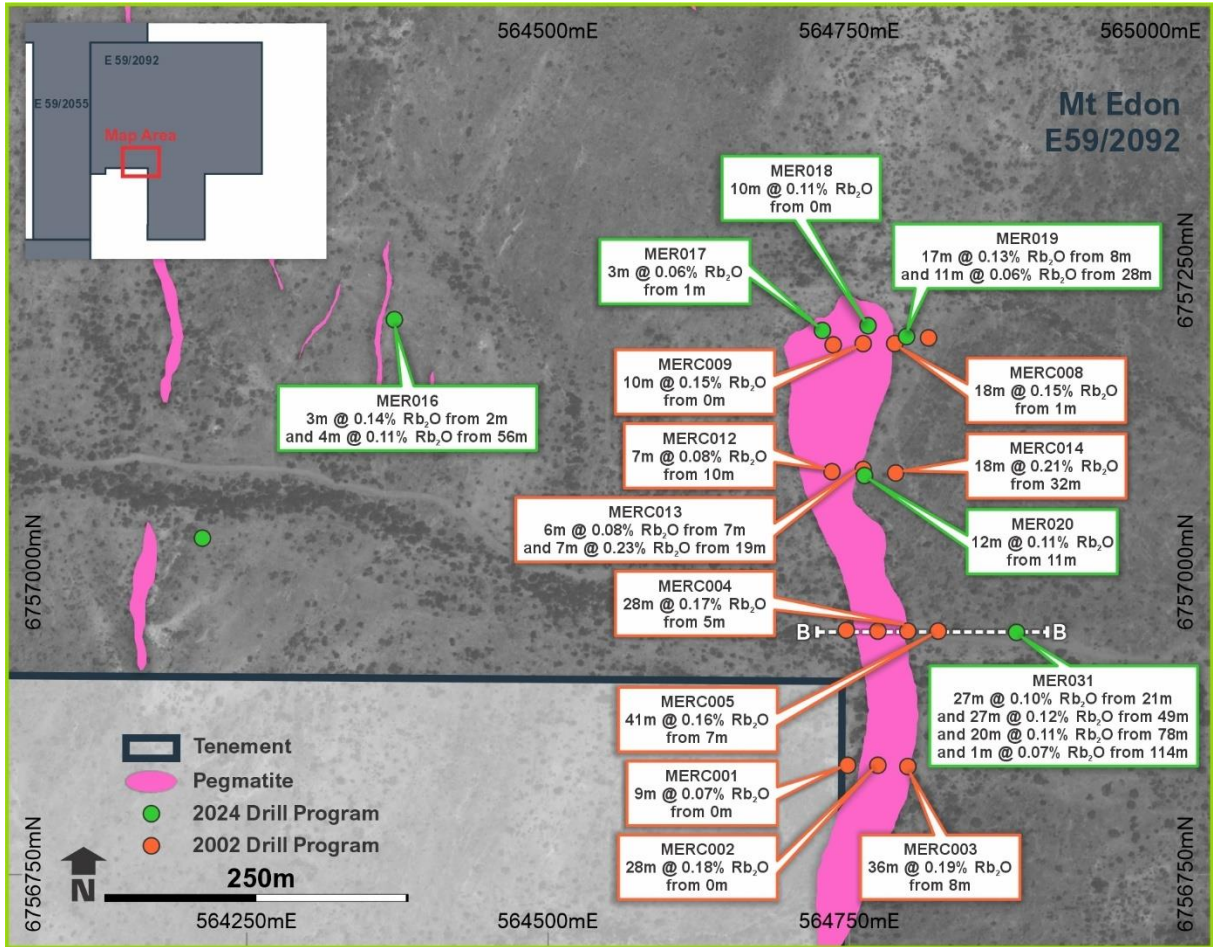 564500mE
564750mE
565000mE
E 59/2092
E 59/2055
Map Area
Mt Edon
E59/2092
6757250mN
6757250mN
MER018
10m @ 0.11% Rb₂O
from 0m
MER017
3m @ 0.06% Rb₂O
from 1m
MER019
17m @ 0.13% Rb₂O from 8m
and 11m @ 0.06% Rb₂O from 28m
MER016
3m @ 0.14% Rb₂O from 2m
and 4m @ 0.11% Rb₂O from 56m
MERC009
10m @ 0.15% Rb₂O
from 0m
MERC008
18m @ 0.15% Rb₂O
from 1m
MERC012
7m @ 0.08% Rb₂O
from 10m
MERC014
18m @ 0.21% Rb₂O
from 32m
MERC013
6m @ 0.08% Rb₂O from 7m
and 7m @ 0.23% Rb₂O from 19m
MER020
12m @ 0.11% Rb₂O
from 11m
6757000mN
6757000mN
MERC004
28m @ 0.17% Rb₂O
from 5m
B
B
MERC005
41m @ 0.16% Rb₂O
from 7m
MER031
27m @ 0.10% Rb₂O from 21m
and 27m @ 0.12% Rb₂O from 49m
and 20m @ 0.11% Rb₂O from 78m
and 1m @ 0.07% Rb₂O from 114m
MERC001
9m @ 0.07% Rb₂O
from 0m
MERC002
28m @ 0.18% Rb₂O
from 0m
MERC003
36m @ 0.19% Rb₂O
from 8m
Tenement
Pegmatite
2024 Drill Program
2002 Drill Program
N
250m
6756750mN
6756750mN
564250mE
564500mE
564750mE